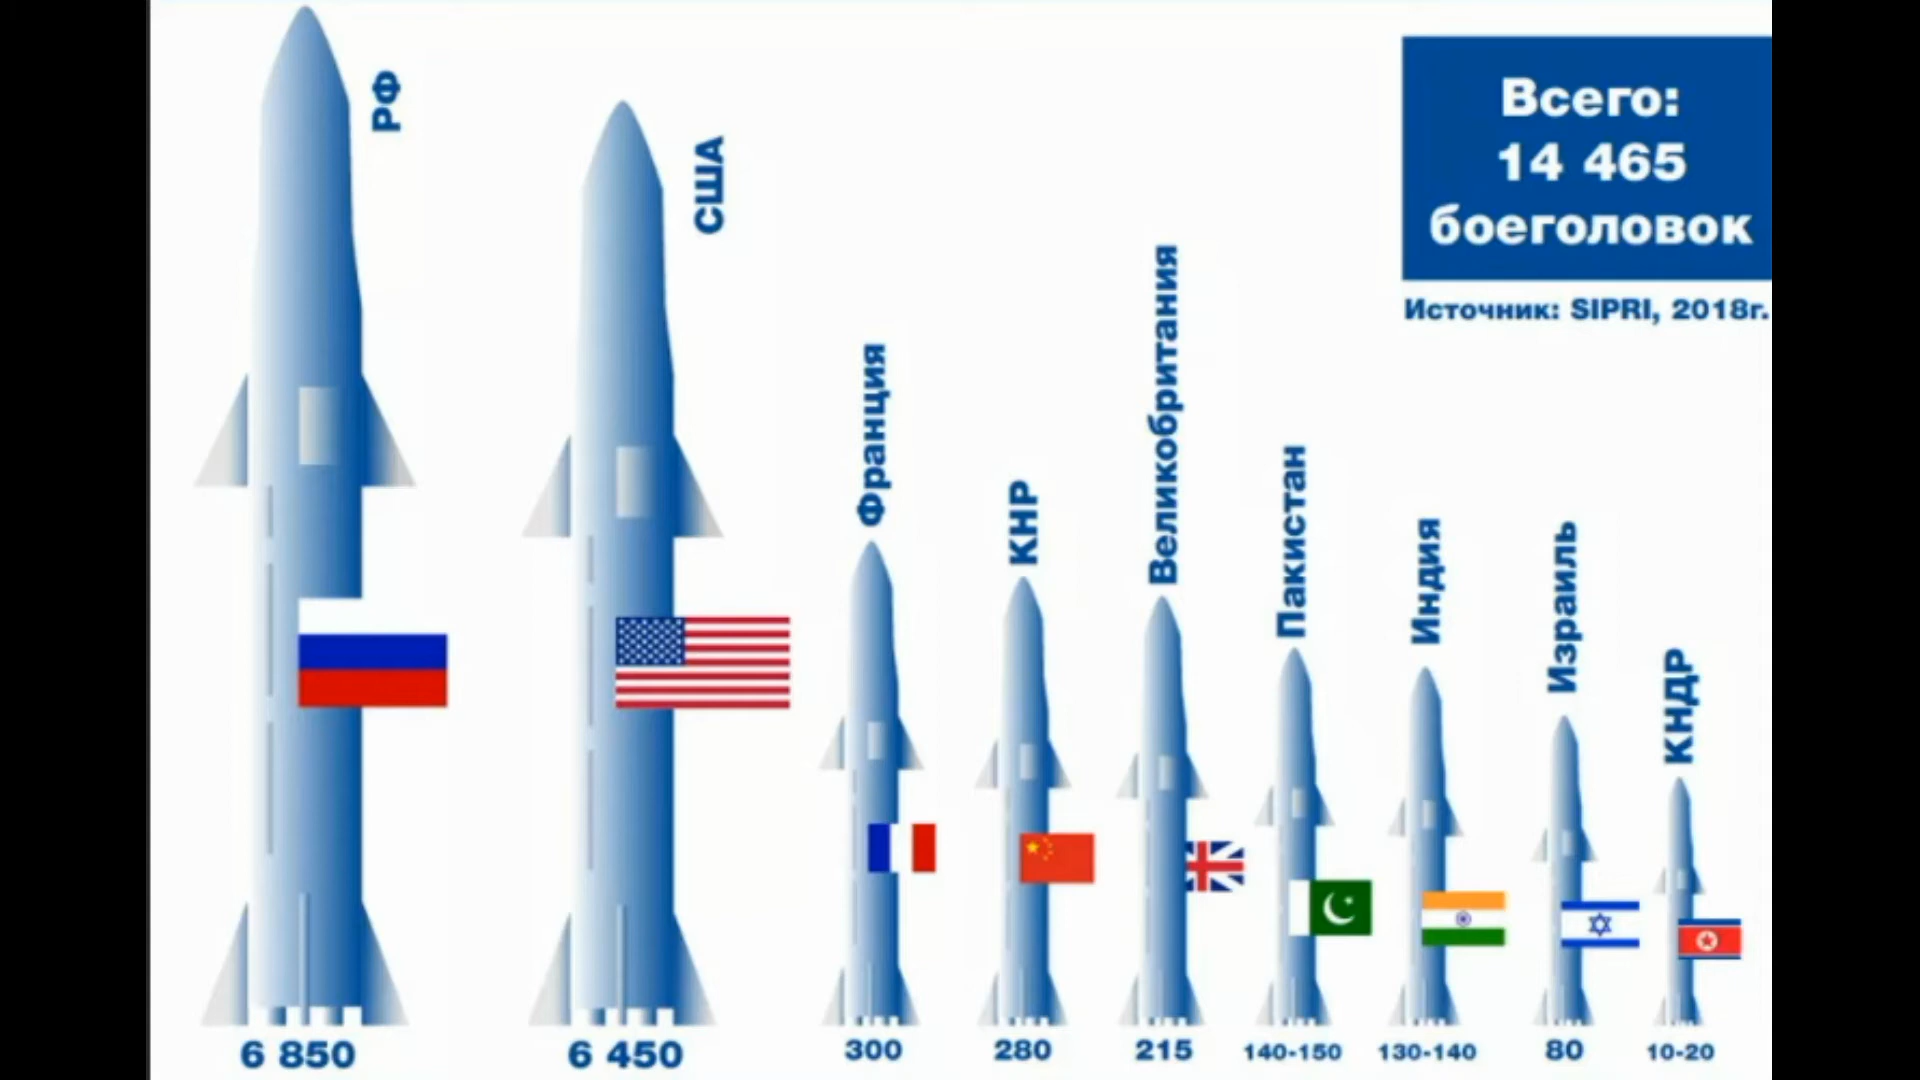 РФ
США
Франция
КНР
Великобритания
Пакистан
Индия
Израиль
КНДР
Всего:
14 465
боеголовок
Источник: SIPRI, 2018г.
6 850
6 450
300
280
215
140-150
130-140
80
10-20